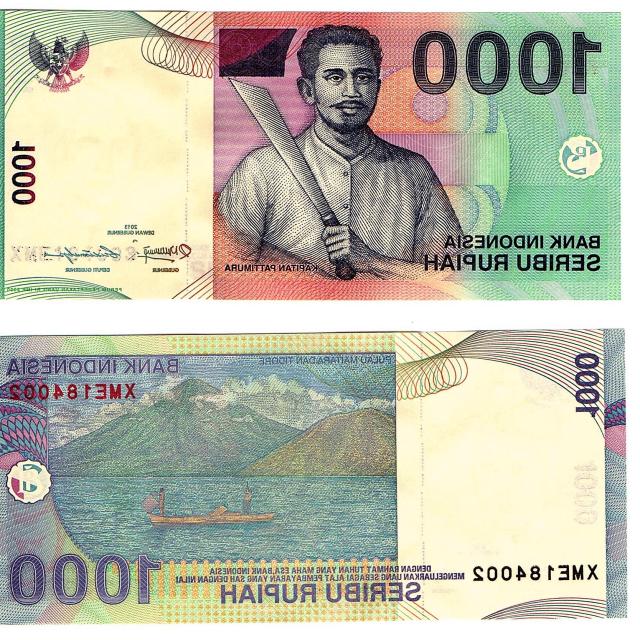 1000
1000
BANK INDONESIA
SERIBU RUPIAH
2013
DEWAN GUBERNUR
GUBERNUR
DEPUTI GUBERNUR
KAPITAN PATTIMURA
BANK INDONESIA
PULAU MAITARA DAN TIDORE
XME184002
1000
1000
DENGAN RAHMAT TUHAN YANG MAHA ESA, BANK INDONESIA
MENGELUARKAN UANG SEBAGAI ALAT PEMBAYARAN YANG SAH DENGAN NILAI
SERIBU RUPIAH
XME184002